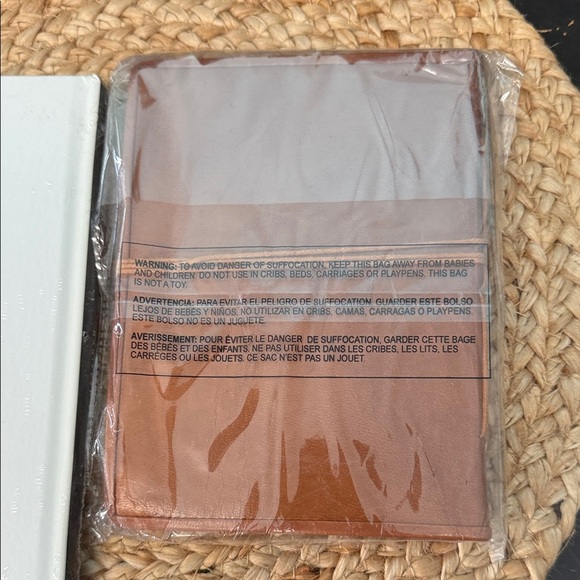 WARNING: TO AVOID DANGER OF SUFFOCATION, KEEP THIS BAG AWAY FROM BABIES
AND CHILDREN. DO NOT USE IN CRIBS, BEDS, CARRIAGES OR PLAYPENS. THIS BAG
IS NOT A TOY.
ADVERTENCIA: PARA EVITAR EL PELIGRO DE SUFFOCATION, GUARDER ESTE BOLSO
LEJOS DE BEBÉS Y NIÑOS. NO UTILIZAR EN CRIBS, CAMAS, CARRAGAS O PLAYPENS.
ESTE BOLSO NO ES UN JUGUETE.
AVERISSEMENT: POUR ÉVITER LE DANGER DE SUFFOCATION, GARDER CETTE BAGE
DES BÉBÉS ET DES ENFANTS. NE PAS UTILISER DANS LES CRIBES, LES LITS, LES
CARRÉGES OU LES JOUETS. CE SAC N'EST PAS UN JOUET.